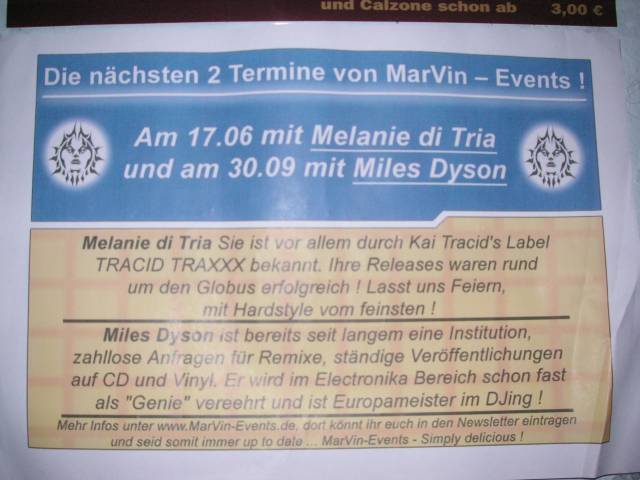 und Calzone schon ab 3,00 €
Die nächsten 2 Termine von MarVin – Events !
Am 17.06 mit Melanie di Tria
und am 30.09 mit Miles Dyson
Melanie di Tria Sie ist vor allem durch Kai Tracid's Label
TRACID TRAXXX bekannt. Ihre Releases waren rund
um den Globus erfolgreich ! Lasst uns Feiern,
mit Hardstyle vom feinsten !
Miles Dyson ist bereits seit langem eine Institution,
zahllose Anfragen für Remixe, ständige Veröffentlichungen
auf CD und Vinyl. Er wird im Electronika Bereich schon fast
als "Genie" vereehrt und ist Europameister im DJing !
Mehr Infos unter www.MarVin-Events.de, dort könnt ihr euch in den Newsletter eintragen
und seid somit immer up to date ... MarVin-Events - Simply delicious !